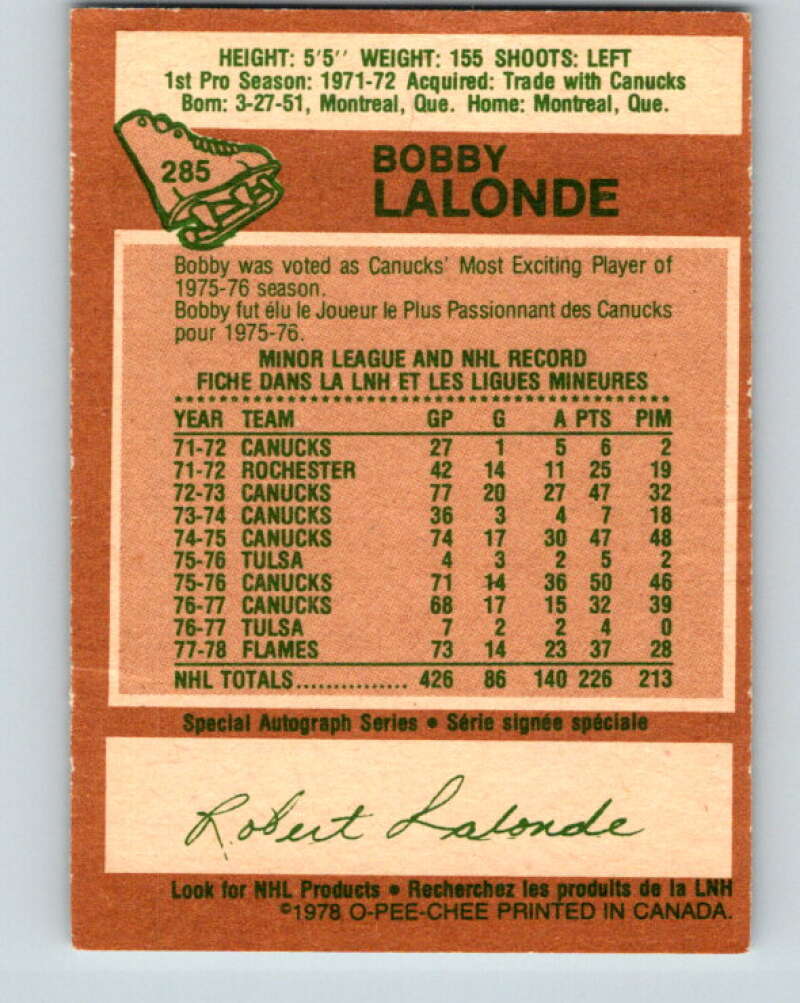 HEIGHT: 5'5'' WEIGHT: 155 SHOOTS: LEFT
1st Pro Season: 1971-72 Acquired: Trade with Canucks
Born: 3-27-51, Montreal, Que. Home: Montreal, Que.
285
BOBBY
LALONDE
Bobby was voted as Canucks' Most Exciting Player of
1975-76 season.
Bobby fut élu le Joueur le Plus Passionnant des Canucks
pour 1975-76.
MINOR LEAGUE AND NHL RECORD
FICHE DANS LA LNH ET LES LIGUES MINEURES
YEAR TEAM GP G A PTS PIM
71-72 CANUCKS 27 1 5 6 2
71-72 ROCHESTER 42 14 11 25 19
72-73 CANUCKS 77 20 27 47 32
73-74 CANUCKS 36 3 4 7 18
74-75 CANUCKS 74 17 30 47 48
75-76 TULSA 4 3 2 5 2
75-76 CANUCKS 71 14 36 50 46
76-77 CANUCKS 68 17 15 32 39
76-77 TULSA 7 2 2 4 0
77-78 FLAMES 73 14 23 37 28
NHL TOTALS............... 426 86 140 226 213
Special Autograph Series • Série signée spéciale
Robert Lalonde
Look for NHL Products • Recherchez les produits de la LNH
©1978 O-PEE-CHEE PRINTED IN CANADA.